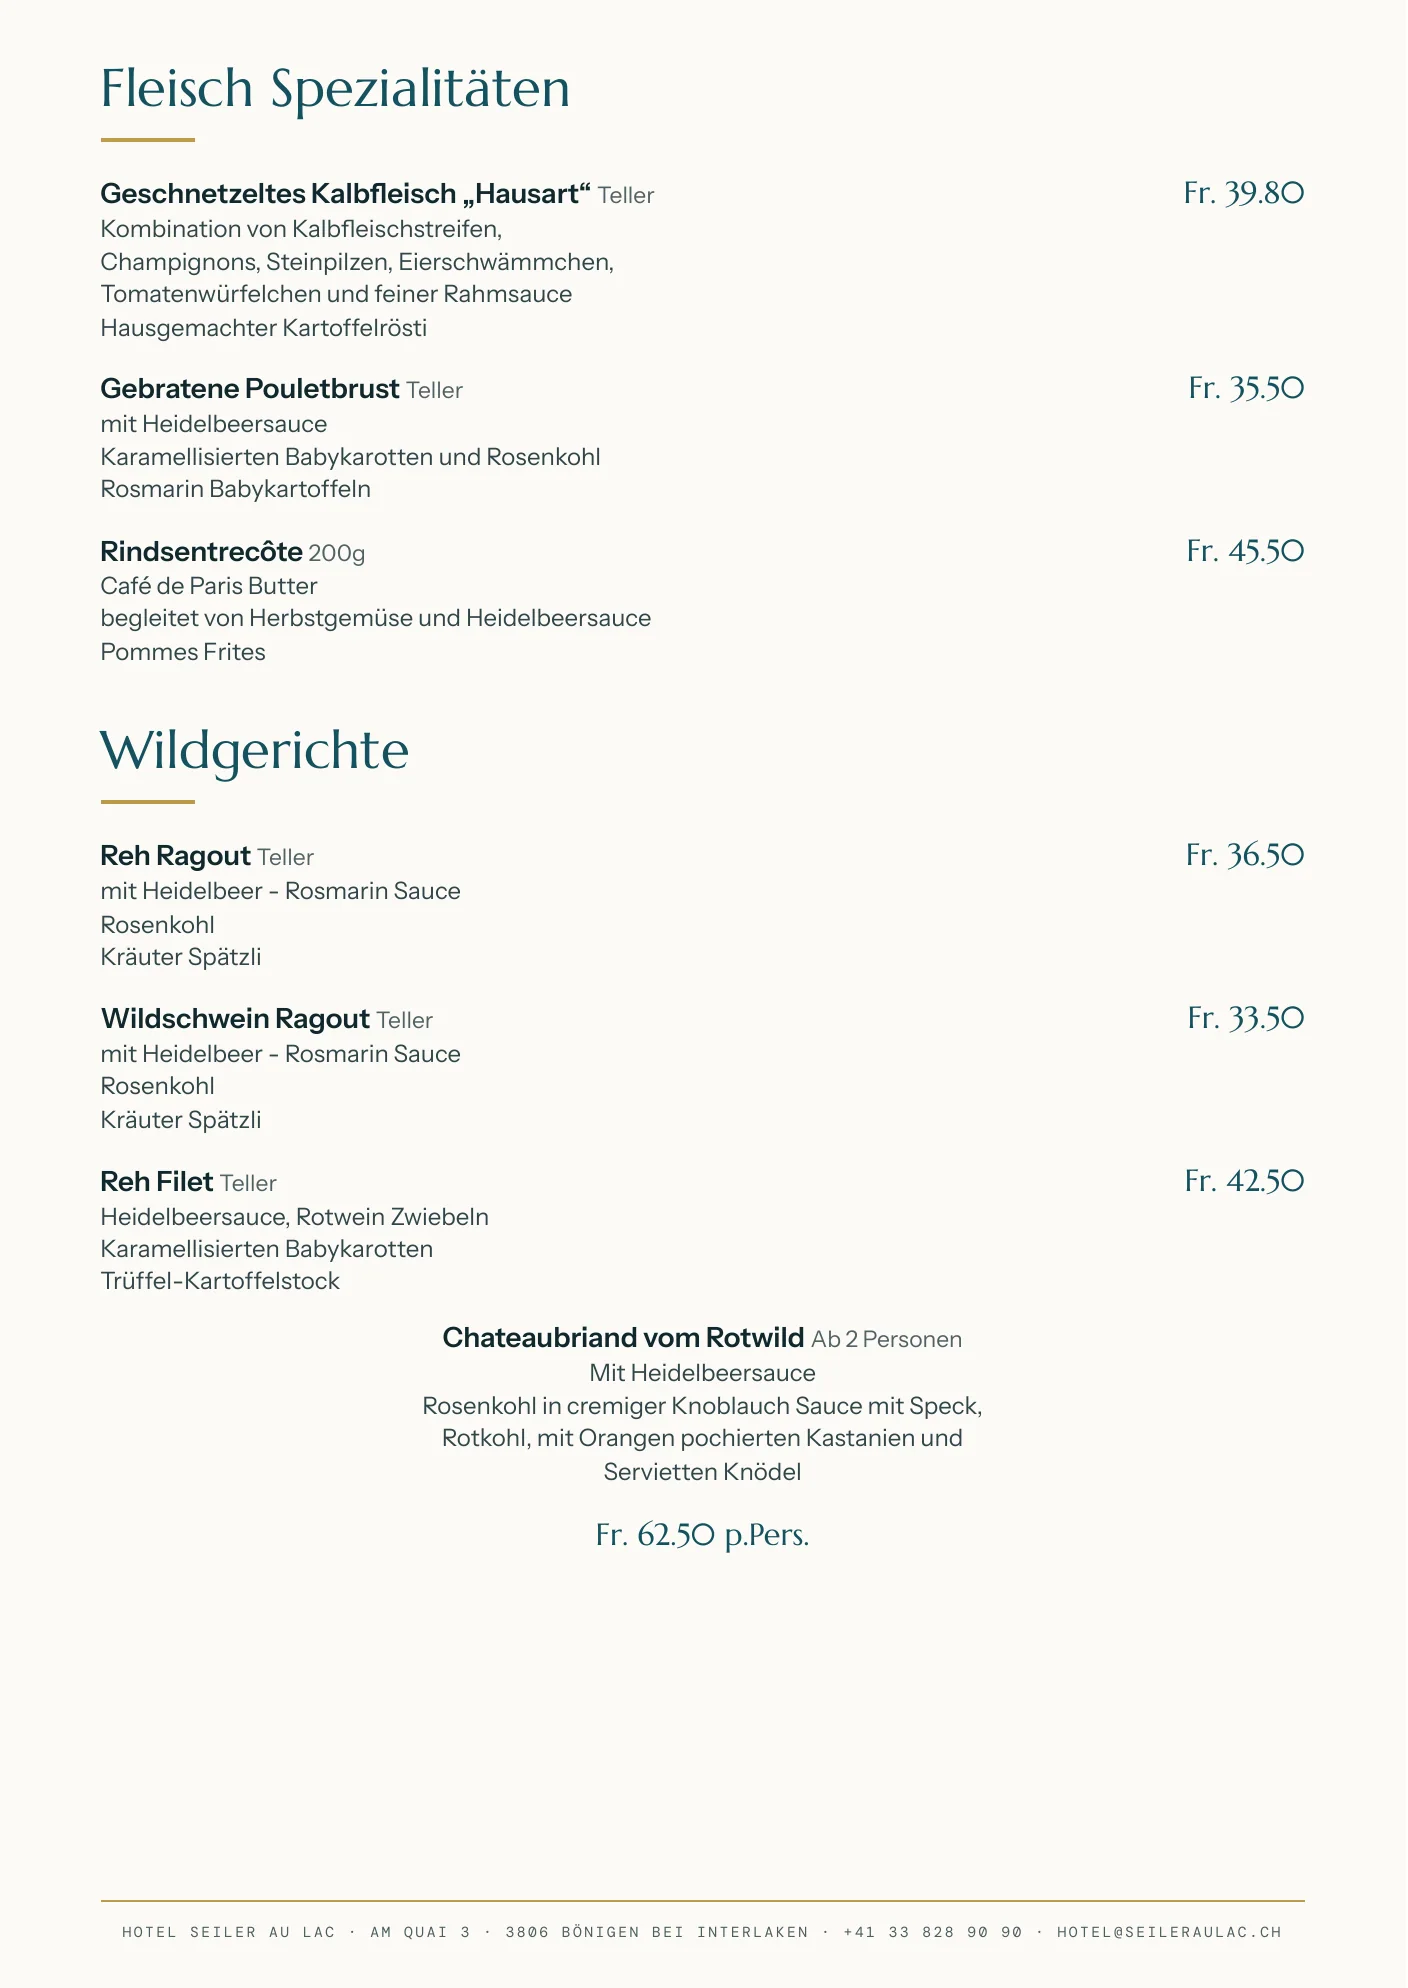 Fleisch Spezialitäten
Geschnetzeltes Kalbfleisch „Hausart“ Teller Fr. 39.80
Kombination von Kalbfleischstreifen,
Champignons, Steinpilzen, Eierschwämmchen,
Tomatenwürfelchen und feiner Rahmsauce
Hausgemachter Kartoffelrösti
Gebratene Pouletbrust Teller Fr. 35.50
mit Heidelbeersauce
Karamellisierten Babykarotten und Rosenkohl
Rosmarin Babykartoffeln
Rindsentrecôte 200g Fr. 45.50
Café de Paris Butter
begleitet von Herbstgemüse und Heidelbeersauce
Pommes Frites
Wildgerichte
Reh Ragout Teller Fr. 36.50
mit Heidelbeer - Rosmarin Sauce
Rosenkohl
Kräuter Spätzli
Wildschwein Ragout Teller Fr. 33.50
mit Heidelbeer - Rosmarin Sauce
Rosenkohl
Kräuter Spätzli
Reh Filet Teller Fr. 42.50
Heidelbeersauce, Rotwein Zwiebeln
Karamellisierten Babykarotten
Trüffel-Kartoffelstock
Chateaubriand vom Rotwild Ab 2 Personen
Mit Heidelbeersauce
Rosenkohl in cremiger Knoblauch Sauce mit Speck,
Rotkohl, mit Orangen pochierten Kastanien und
Servietten Knödel
Fr. 62.50 p.Pers.
HOTEL SEILER AU LAC · AM QUAI 3 · 3806 BÖNIGEN BEI INTERLAKEN · +41 33 828 90 90 · HOTEL@SEILERAULAC.CH